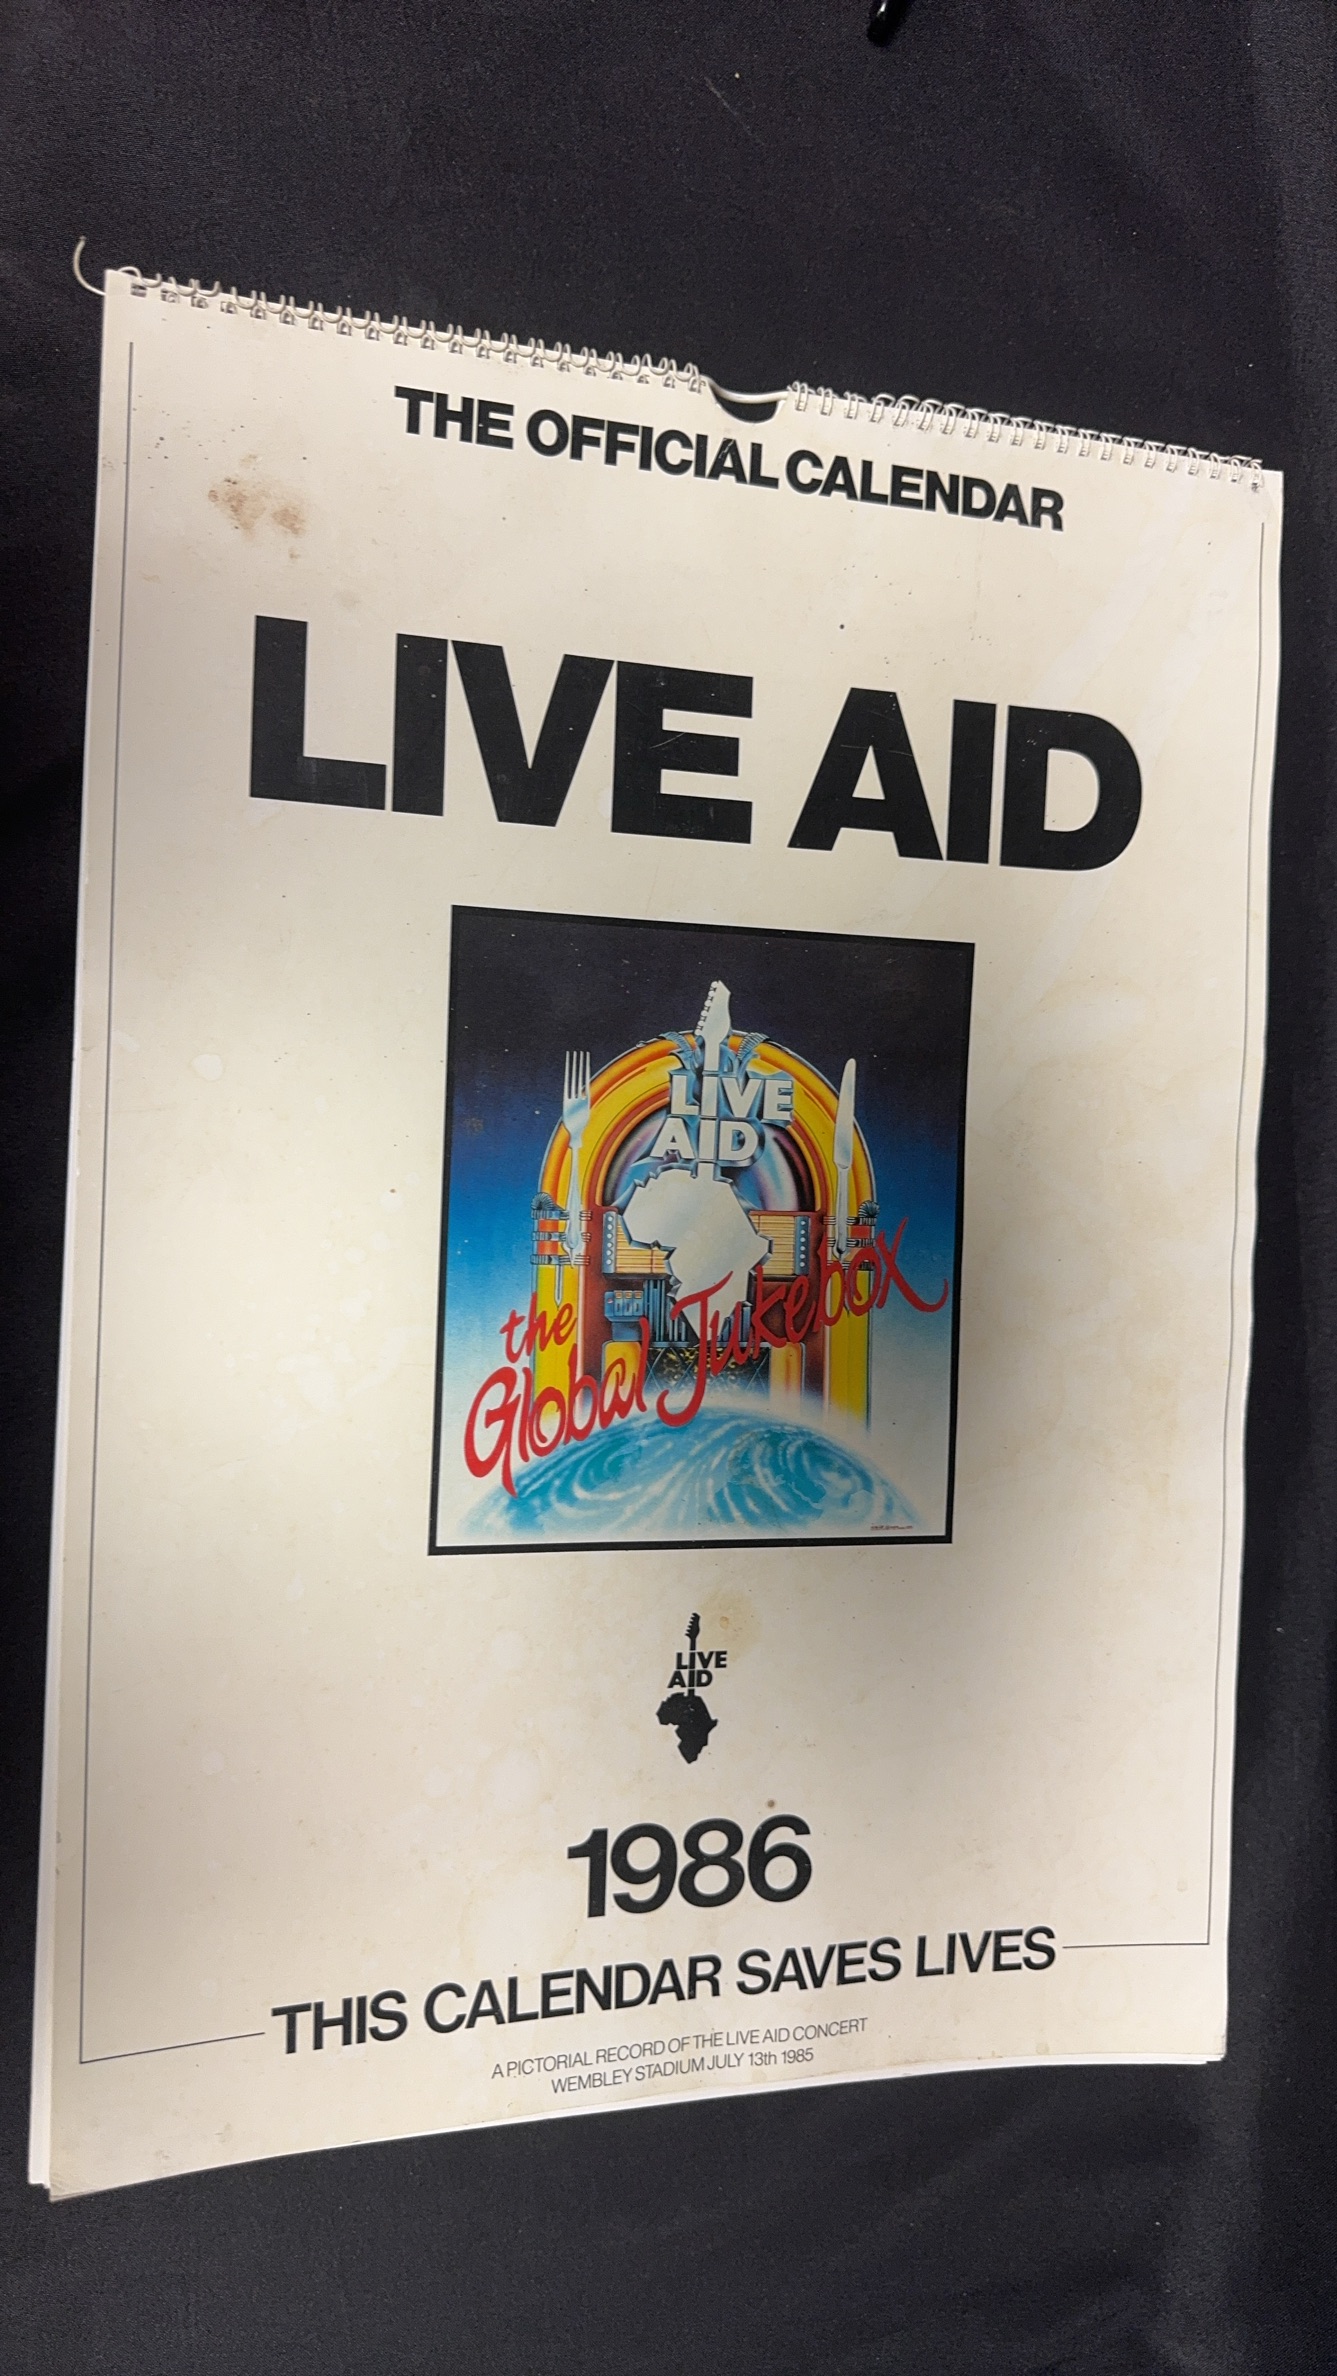 THE OFFICIAL CALENDAR
LIVE AID
LIVE
AID
the
Global Jukebox
LIVE
AID
1986
THIS CALENDAR SAVES LIVES
A PICTORIAL RECORD OF THE LIVE AID CONCERT
WEMBLEY STADIUM JULY 13th 1985